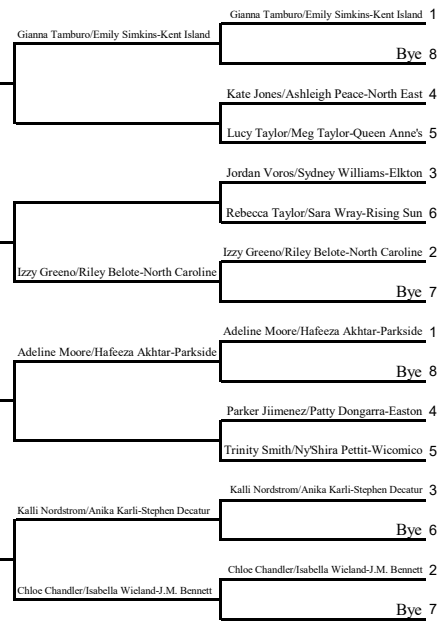 Gianna Tamburo/Emily Simkins-Kent Island 1
Gianna Tamburo/Emily Simkins-Kent Island
Bye 8
Kate Jones/Ashleigh Peace-North East 4
Lucy Taylor/Meg Taylor-Queen Anne's 5
Jordan Voros/Sydney Williams-Elkton 3
Rebecca Taylor/Sara Wray-Rising Sun 6
Izzy Greeno/Riley Belote-North Caroline 2
Izzy Greeno/Riley Belote-North Caroline
Bye 7
Adeline Moore/Hafeeza Akhtar-Parkside 1
Adeline Moore/Hafeeza Akhtar-Parkside
Bye 8
Parker Jiimenez/Patty Dongarra-Easton 4
Trinity Smith/Ny'Shira Pettit-Wicomico 5
Kalli Nordstrom/Anika Karli-Stephen Decatur 3
Kalli Nordstrom/Anika Karli-Stephen Decatur
Bye 6
Chloe Chandler/Isabella Wieland-J.M. Bennett 2
Chloe Chandler/Isabella Wieland-J.M. Bennett
Bye 7